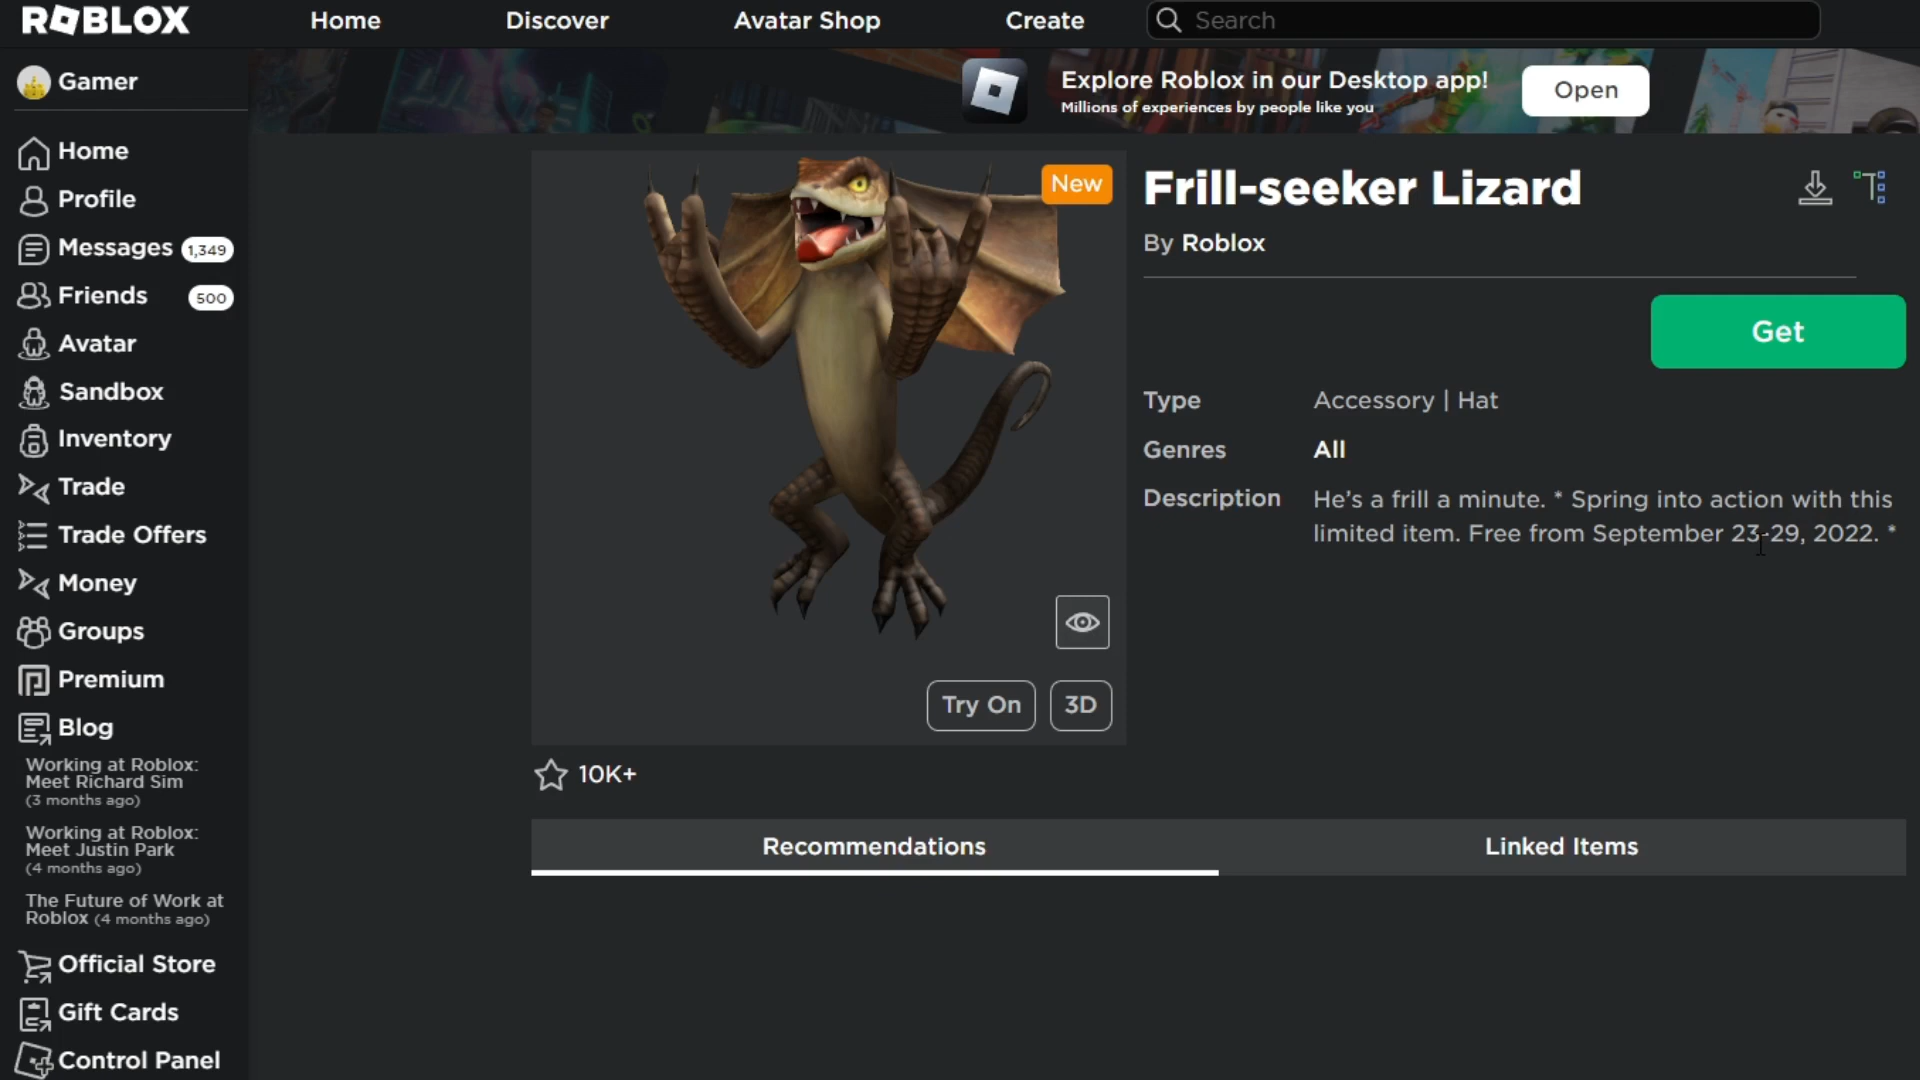 ROBLOX
Home
Discover
Avatar Shop
Create
Search
Gamer
Explore Roblox in our Desktop app!
Millions of experiences by people like you
Open
Home
Profile
Messages 1,349
Friends 500
Avatar
Sandbox
Inventory
Trade
Trade Offers
Money
Groups
Premium
Blog
Working at Roblox:
Meet Richard Sim
(3 months ago)
Working at Roblox:
Meet Justin Park
(4 months ago)
The Future of Work at
Roblox (4 months ago)
Official Store
Gift Cards
Control Panel
New
Try On
3D
10K+
Frill-seeker Lizard
By Roblox
Get
Type Accessory | Hat
Genres All
Description He's a frill a minute. * Spring into action with this
limited item. Free from September 23-29, 2022. *
Recommendations
Linked Items